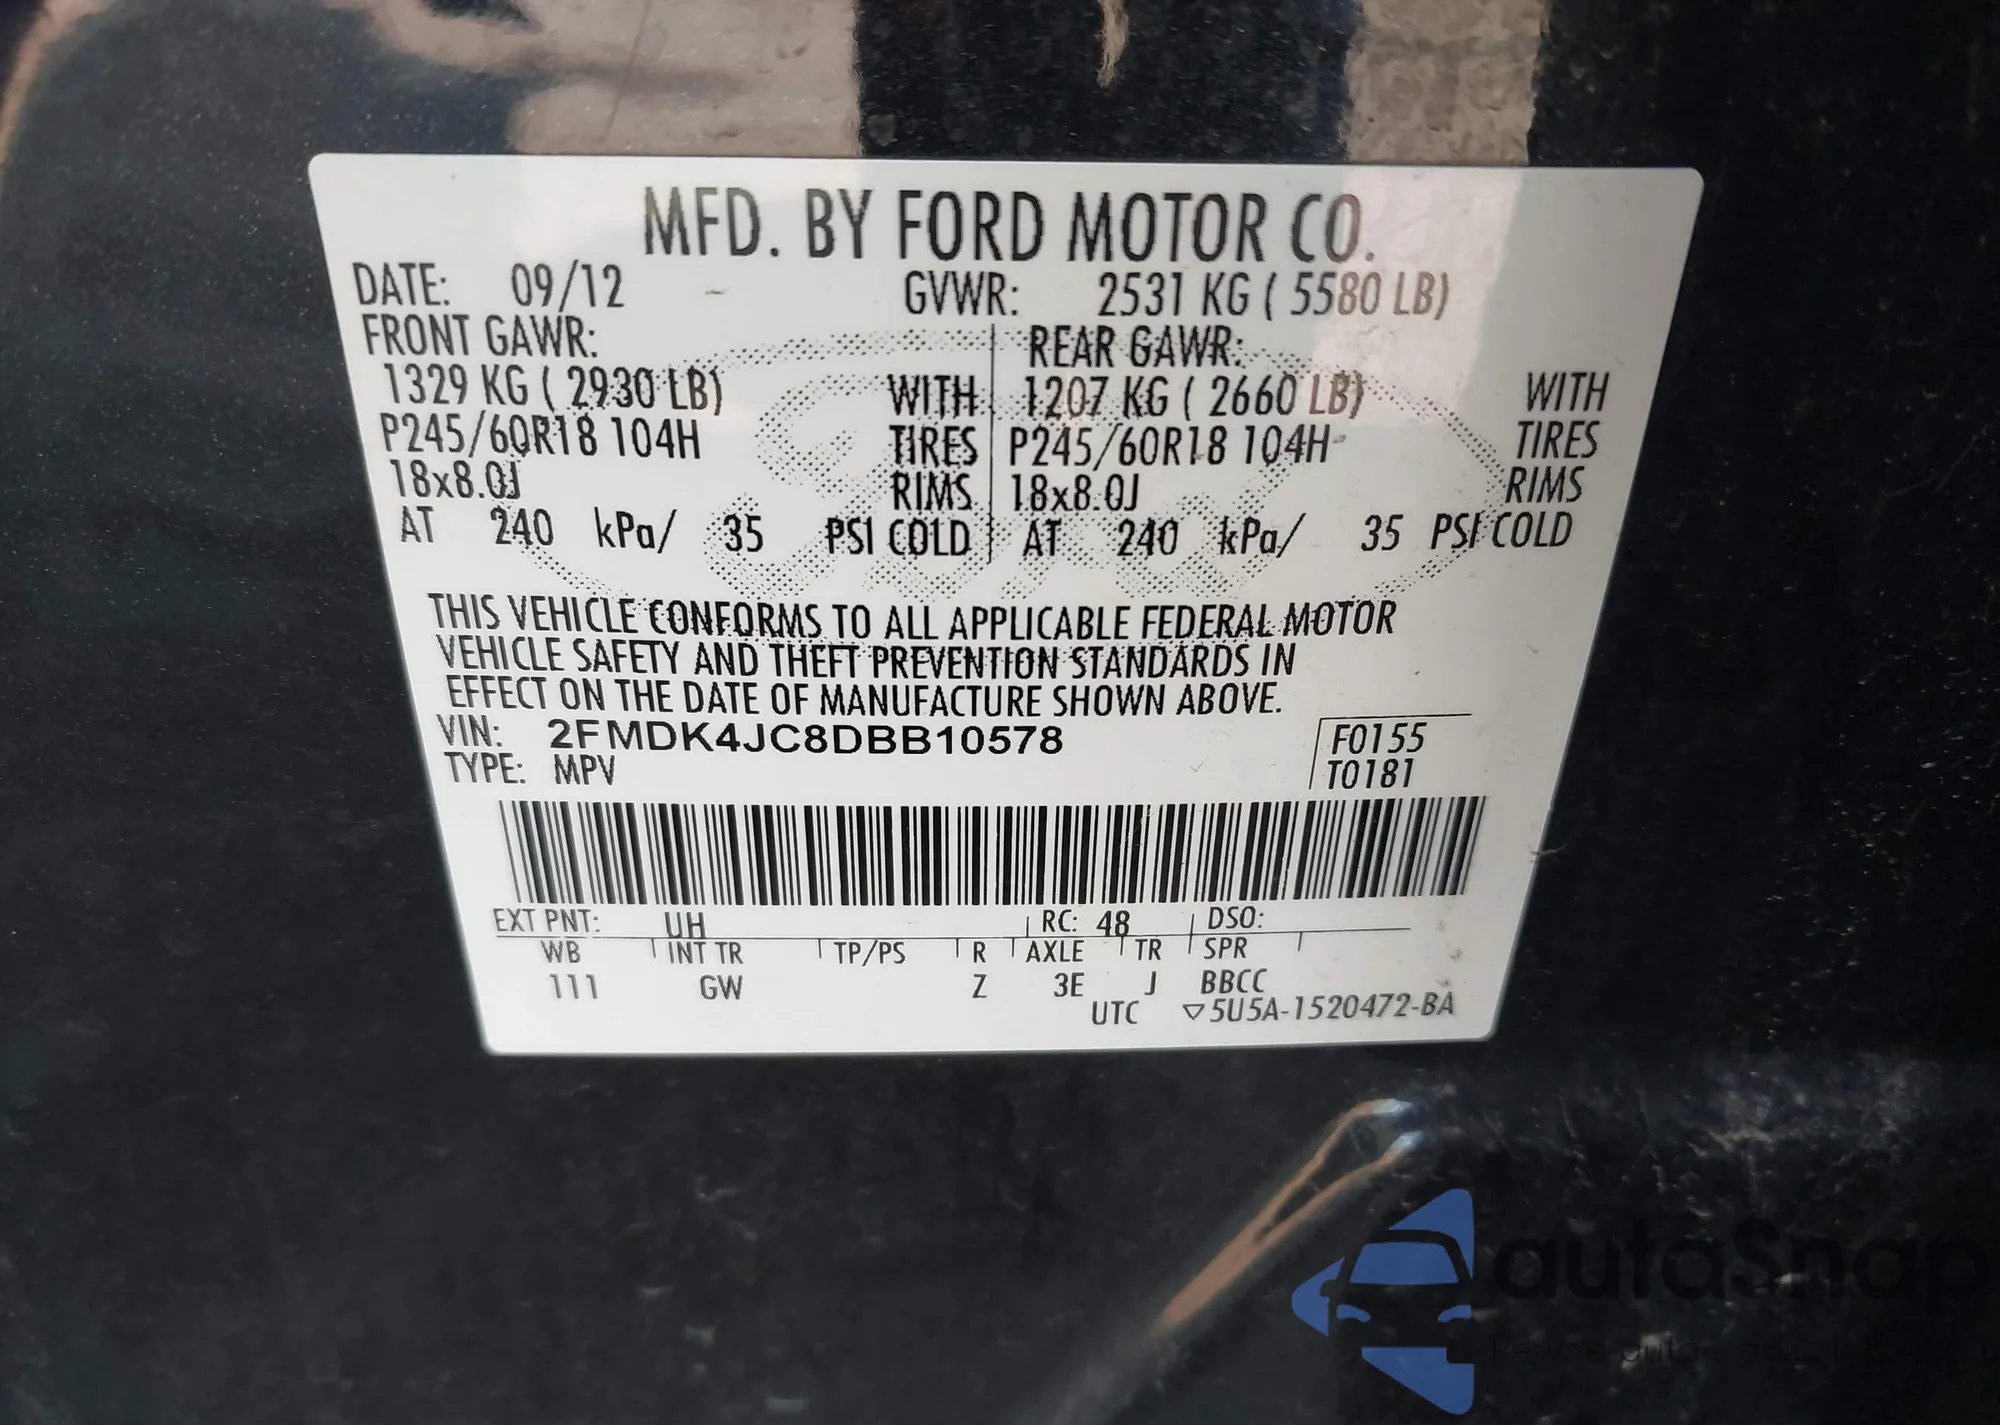 MFD. BY FORD MOTOR CO.
DATE: 09/12 GVWR: 2531 KG ( 5580 LB)
FRONT GAWR: REAR GAWR:
1329 KG ( 2930 LB) WITH 1207 KG ( 2660 LB) WITH
P245/60R18 104H TIRES P245/60R18 104H TIRES
18x8.0J RIMS 18x8.0J RIMS
AT 240 kPa/ 35 PSI COLD AT 240 kPa/ 35 PSI COLD
THIS VEHICLE CONFORMS TO ALL APPLICABLE FEDERAL MOTOR
VEHICLE SAFETY AND THEFT PREVENTION STANDARDS IN
EFFECT ON THE DATE OF MANUFACTURE SHOWN ABOVE.
VIN: 2FMDK4JC8DBB10578 F0155
TYPE: MPV T0181
EXT PNT: UH RC: 48 DSO:
WB INT TR TP/PS R AXLE TR SPR
111 GW Z 3E J BBCC
UTC ▽5U5A-1520472-BA
autoSnap